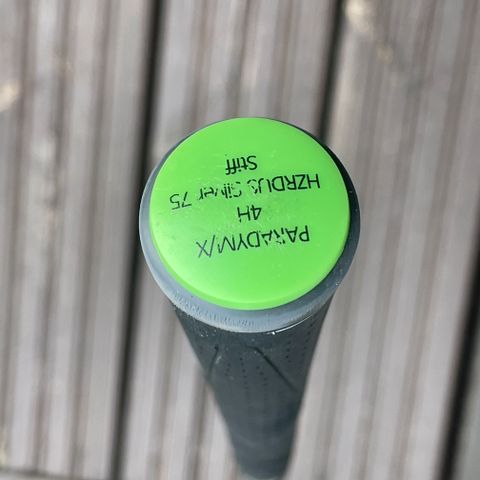 PARADYM/X
4H
HZRDUS Silver 75
Stiff